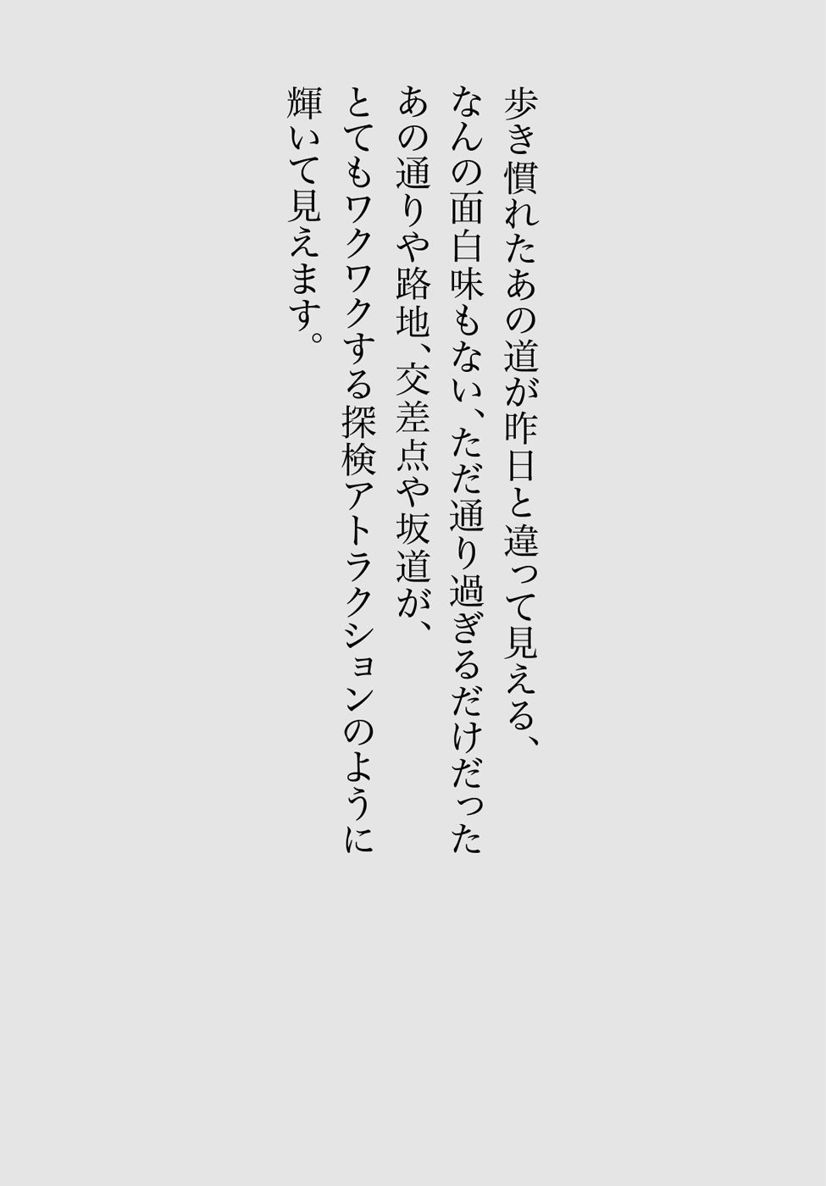 歩き慣れたあの道が昨日と違って見える、
なんの面白味もない、ただ通り過ぎるだけだった
あの通りや路地、交差点や坂道が、
とてもワクワクする探検アトラクションのように
輝いて見えます。